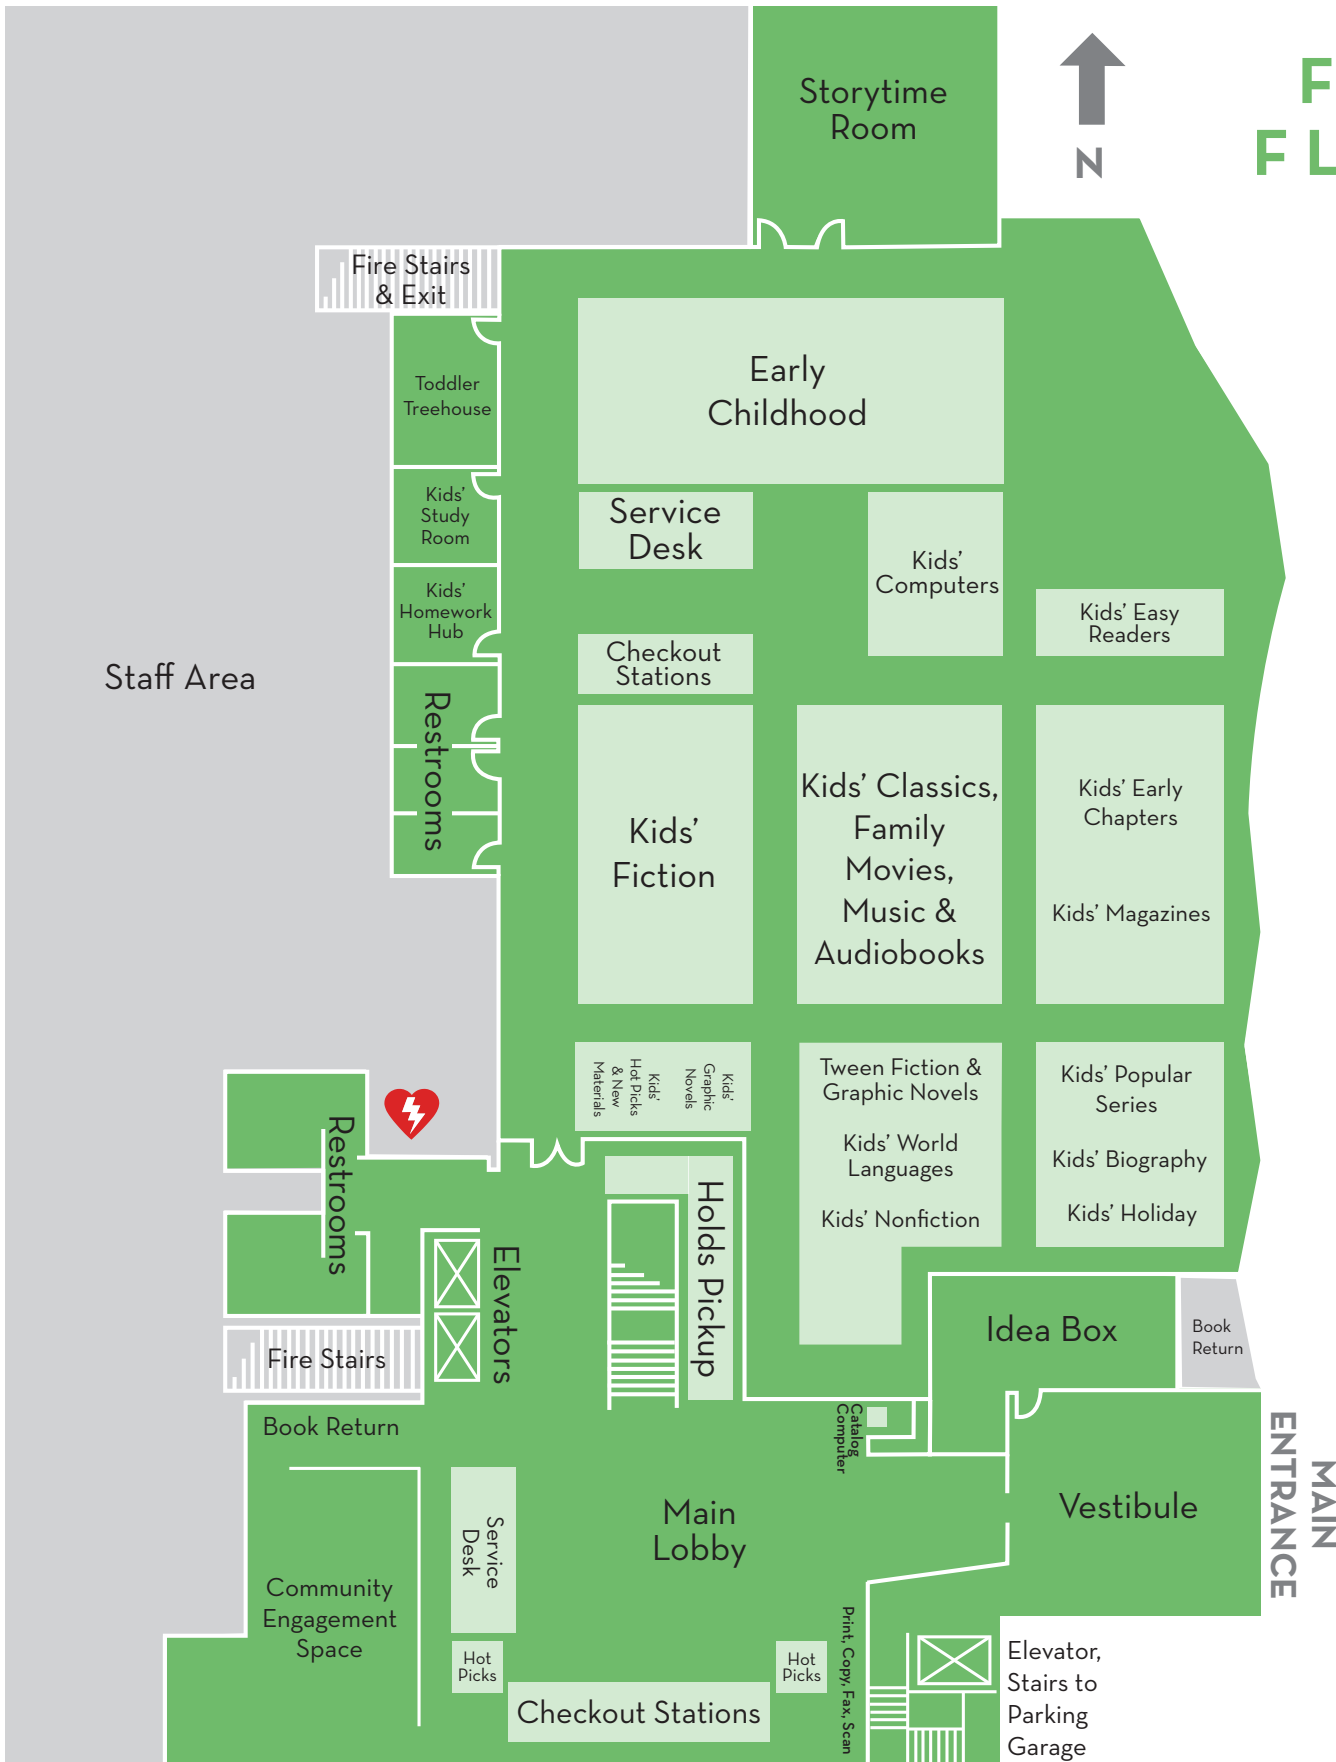 Storytime
Room
N
F
FL
Fire Stairs
& Exit
Toddler
Treehouse
Early
Childhood
Kids'
Study
Room
Service
Desk
Kids'
Computers
Kids'
Homework
Hub
Kids' Easy
Readers
Staff Area
Checkout
Stations
Restrooms
Kids'
Fiction
Kids' Classics,
Family
Movies,
Music &
Audiobooks
Kids' Early
Chapters
Kids' Magazines
Kids'
Hot Picks
& New
Materials
Kids'
Graphic
Novels
Tween Fiction &
Graphic Novels
Kids' World
Languages
Kids' Nonfiction
Kids' Popular
Series
Kids' Biography
Kids' Holiday
Restrooms
Elevators
Holds Pickup
Fire Stairs
Idea Box
Book
Return
Book Return
Catalog
Computer
MAIN
ENTRANCE
Vestibule
Main
Lobby
Service
Desk
Community
Engagement
Space
Hot
Picks
Hot
Picks
Checkout Stations
Print, Copy, Fax, Scan
Elevator,
Stairs to
Parking
Garage